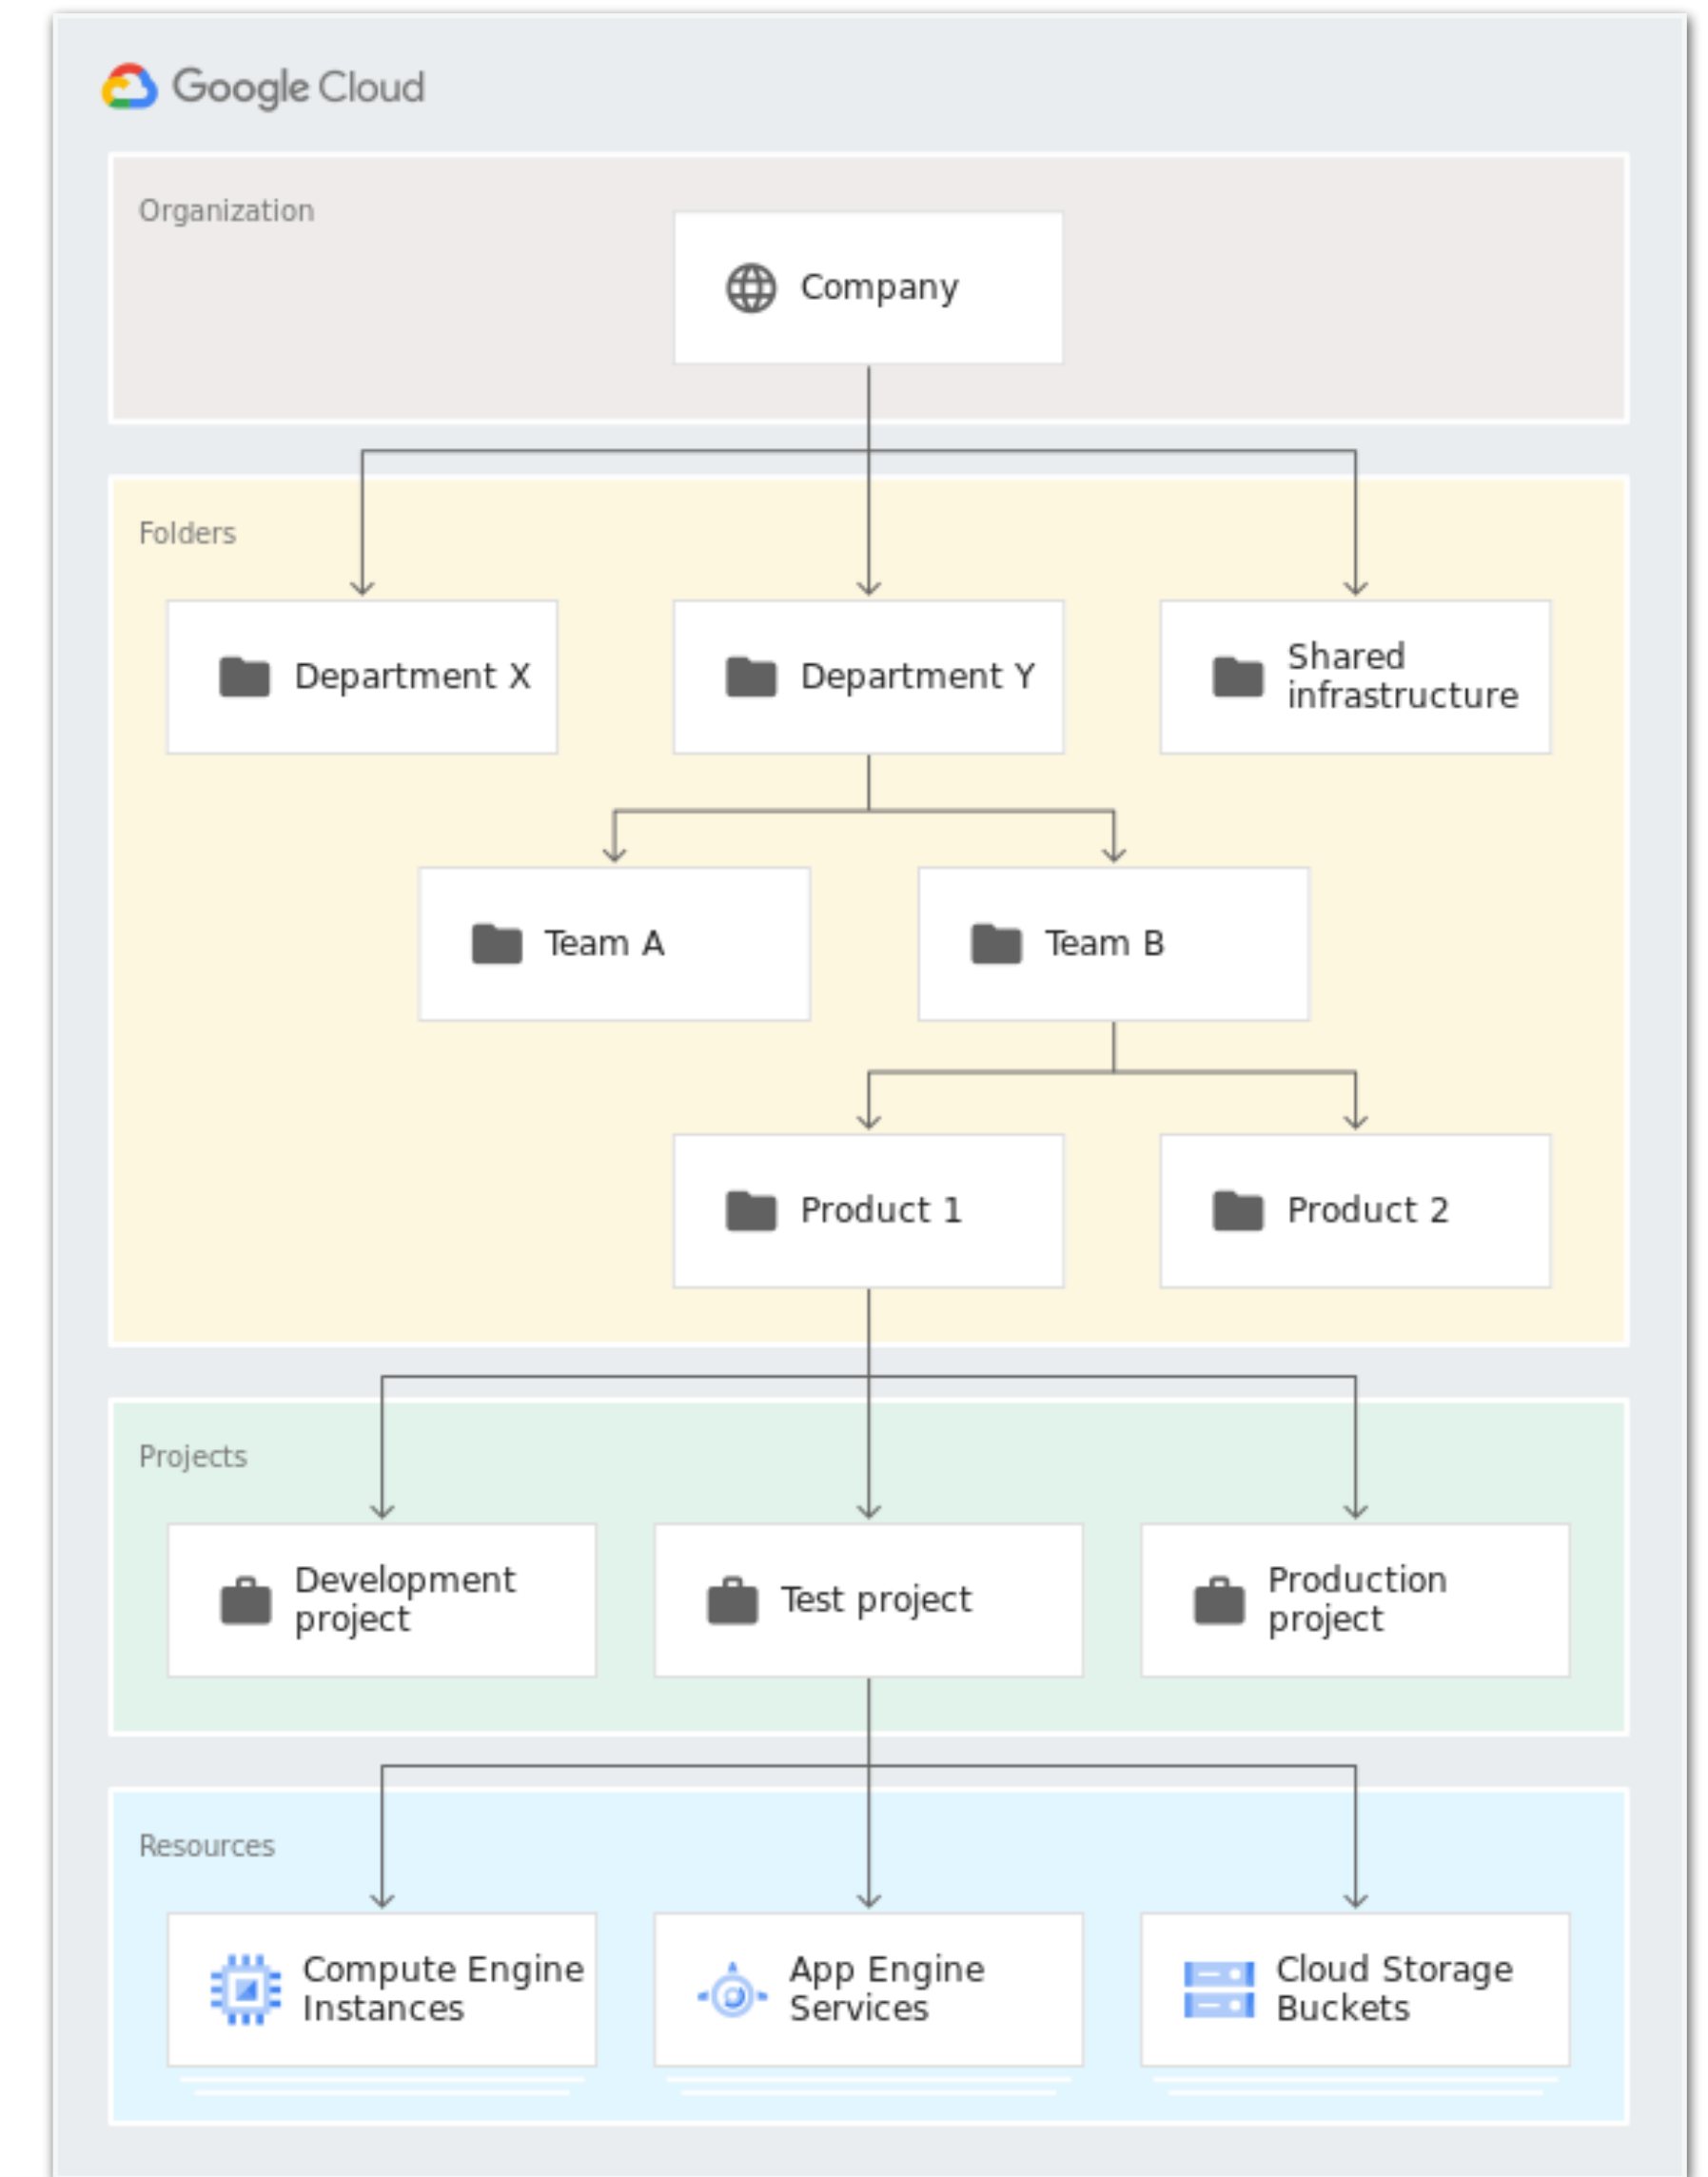 Google Cloud
Organization
Company
Folders
Department X
Department Y
Shared
infrastructure
Team A
Team B
Product 1
Product 2
Projects
Development
project
Test project
Production
project
Resources
Compute Engine
Instances
App Engine
Services
Cloud Storage
Buckets